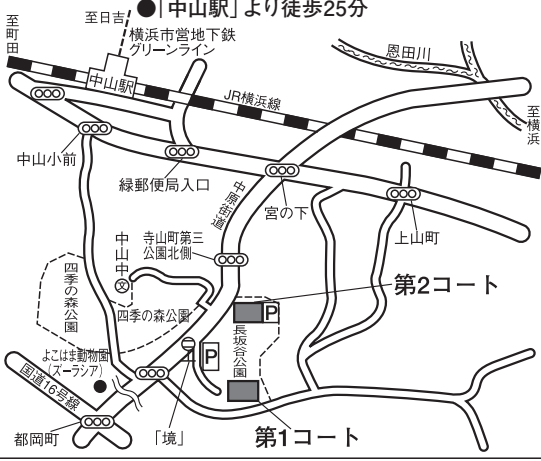 ●「中山駅」より徒歩25分
至日吉
至町田
横浜市営地下鉄
グリーンライン
中山駅
恩田川
JR横浜線
至横浜
中山小前
緑郵便局入口
中原街道
宮の下
上山町
中山中
文
寺山町第三
公園北側
四季の森公園
四季の森公園
第2コート
P
長坂谷公園
よこはま動物園
(ズーラシア)
P
国道16号線
都岡町
「境」
第1コート